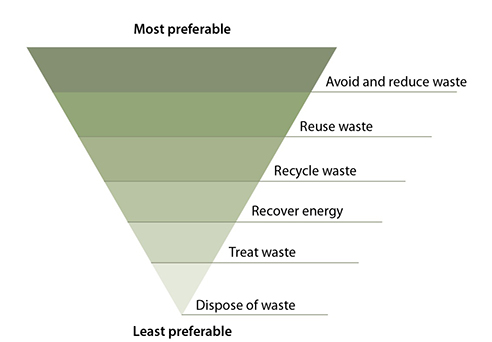 Most preferable
Avoid and reduce waste
Reuse waste
Recycle waste
Recover energy
Treat waste
Dispose of waste
Least preferable